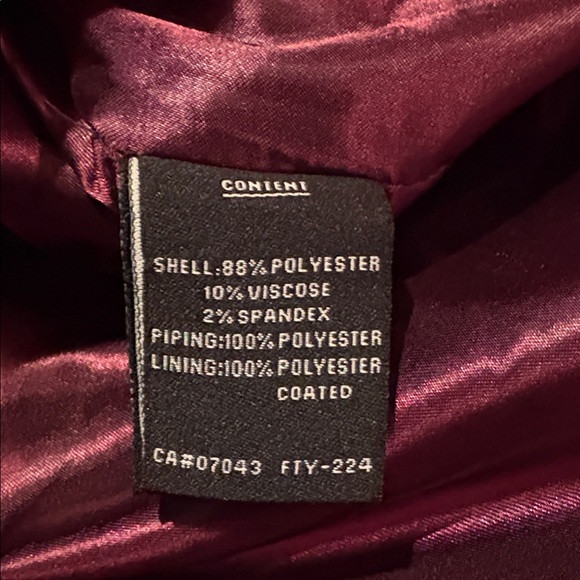 CONTENT
SHELL:88% POLYESTER
10% VISCOSE
2% SPANDEX
PIPING:100% POLYESTER
LINING:100% POLYESTER
COATED
CA#07043 FTY-224